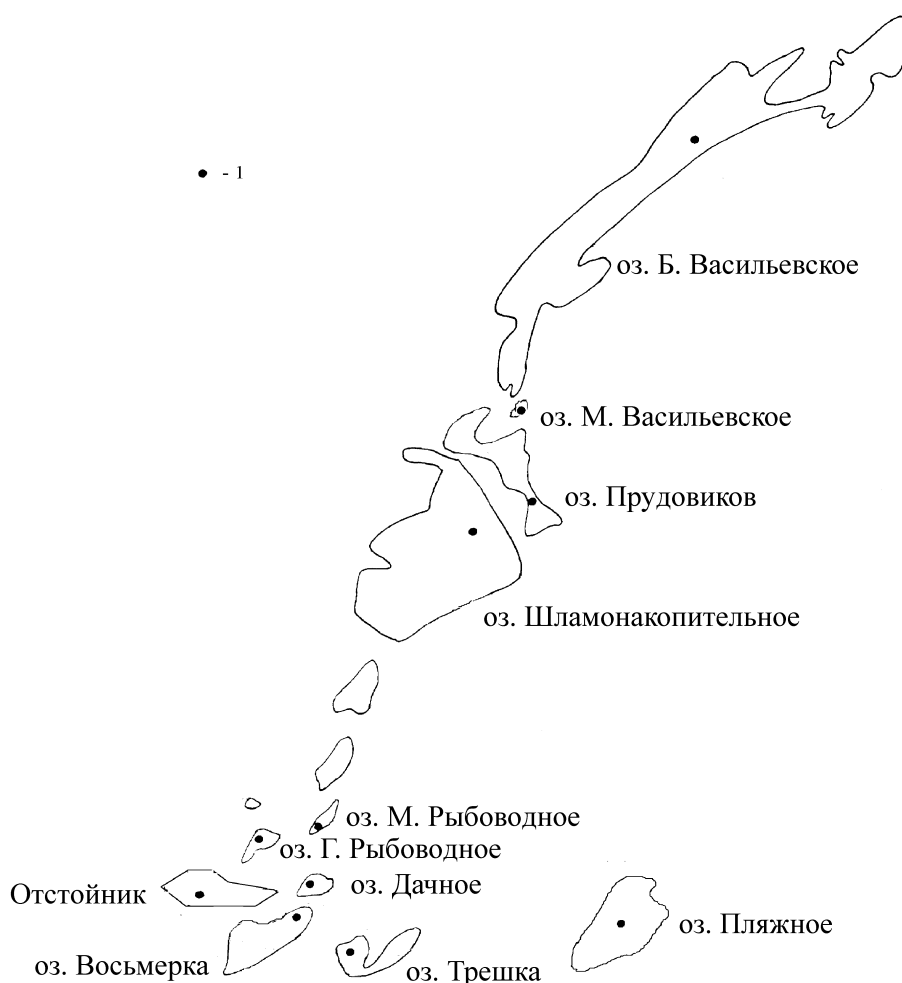 - 1
оз. Б. Васильевское
оз. М. Васильевское
оз. Прудовиков
оз. Шламонакопительное
оз. М. Рыбоводное
оз. Г. Рыбоводное
Отстойник
оз. Дачное
оз. Пляжное
оз. Восьмерка
оз. Трешка